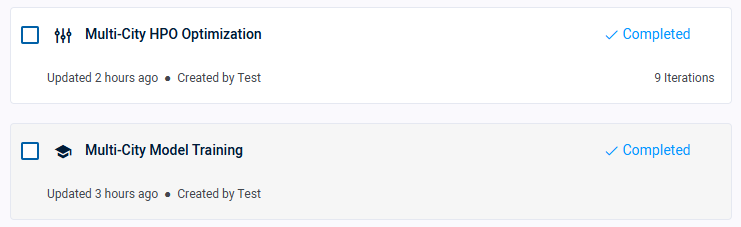 Multi-City HPO Optimization
Completed
Updated 2 hours ago ● Created by Test
9 Iterations
Multi-City Model Training
Completed
Updated 3 hours ago ● Created by Test